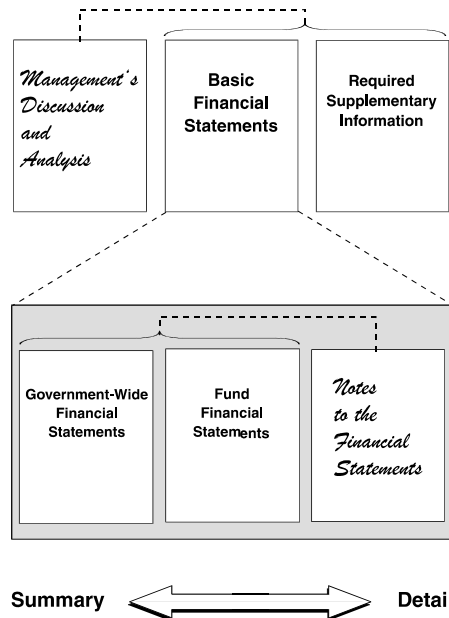 Management's
Discussion
and
Analysis
Basic
Financial
Statements
Required
Supplementary
Information
Government-Wide
Financial
Statements
Fund
Financial
Statements
Notes
to the
Financial
Statements
Summary
Detai